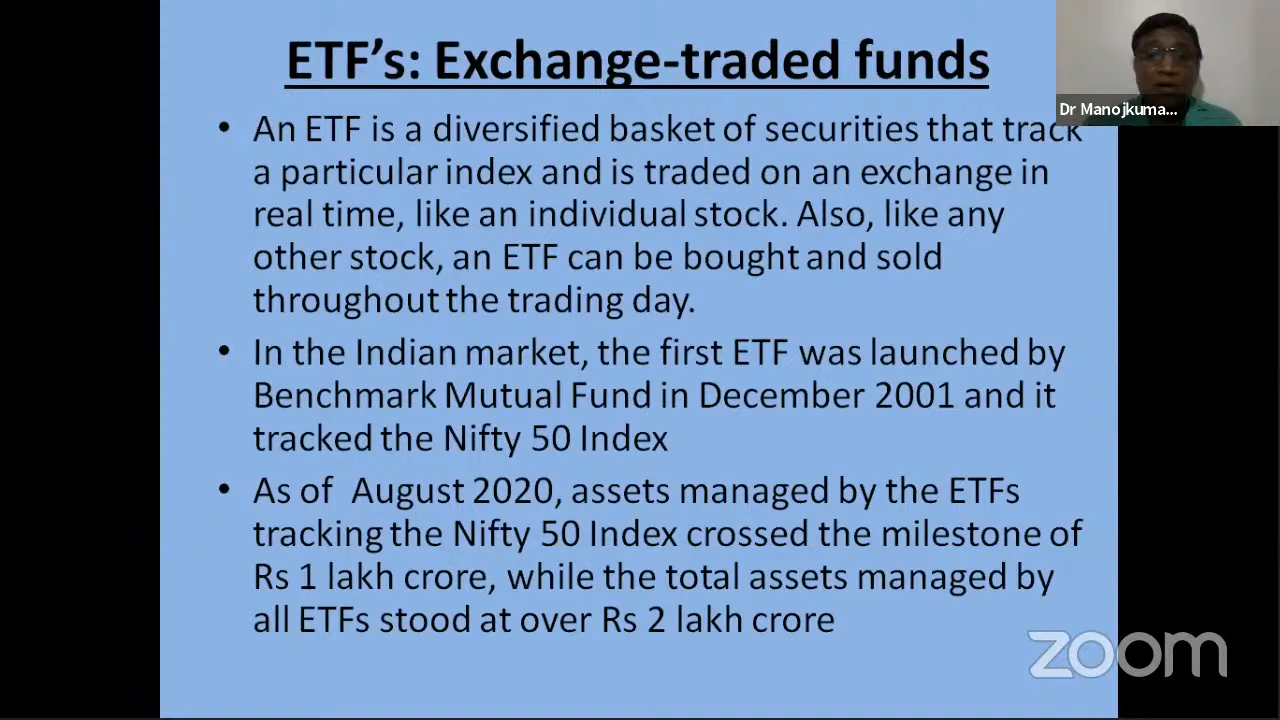 ETF’s: Exchange-traded funds
Dr Manojkuma...
• An ETF is a diversified basket of securities that track
a particular index and is traded on an exchange in
real time, like an individual stock. Also, like any
other stock, an ETF can be bought and sold
throughout the trading day.
• In the Indian market, the first ETF was launched by
Benchmark Mutual Fund in December 2001 and it
tracked the Nifty 50 Index
• As of  August 2020, assets managed by the ETFs
tracking the Nifty 50 Index crossed the milestone of
Rs 1 lakh crore, while the total assets managed by
all ETFs stood at over Rs 2 lakh crore
zoom